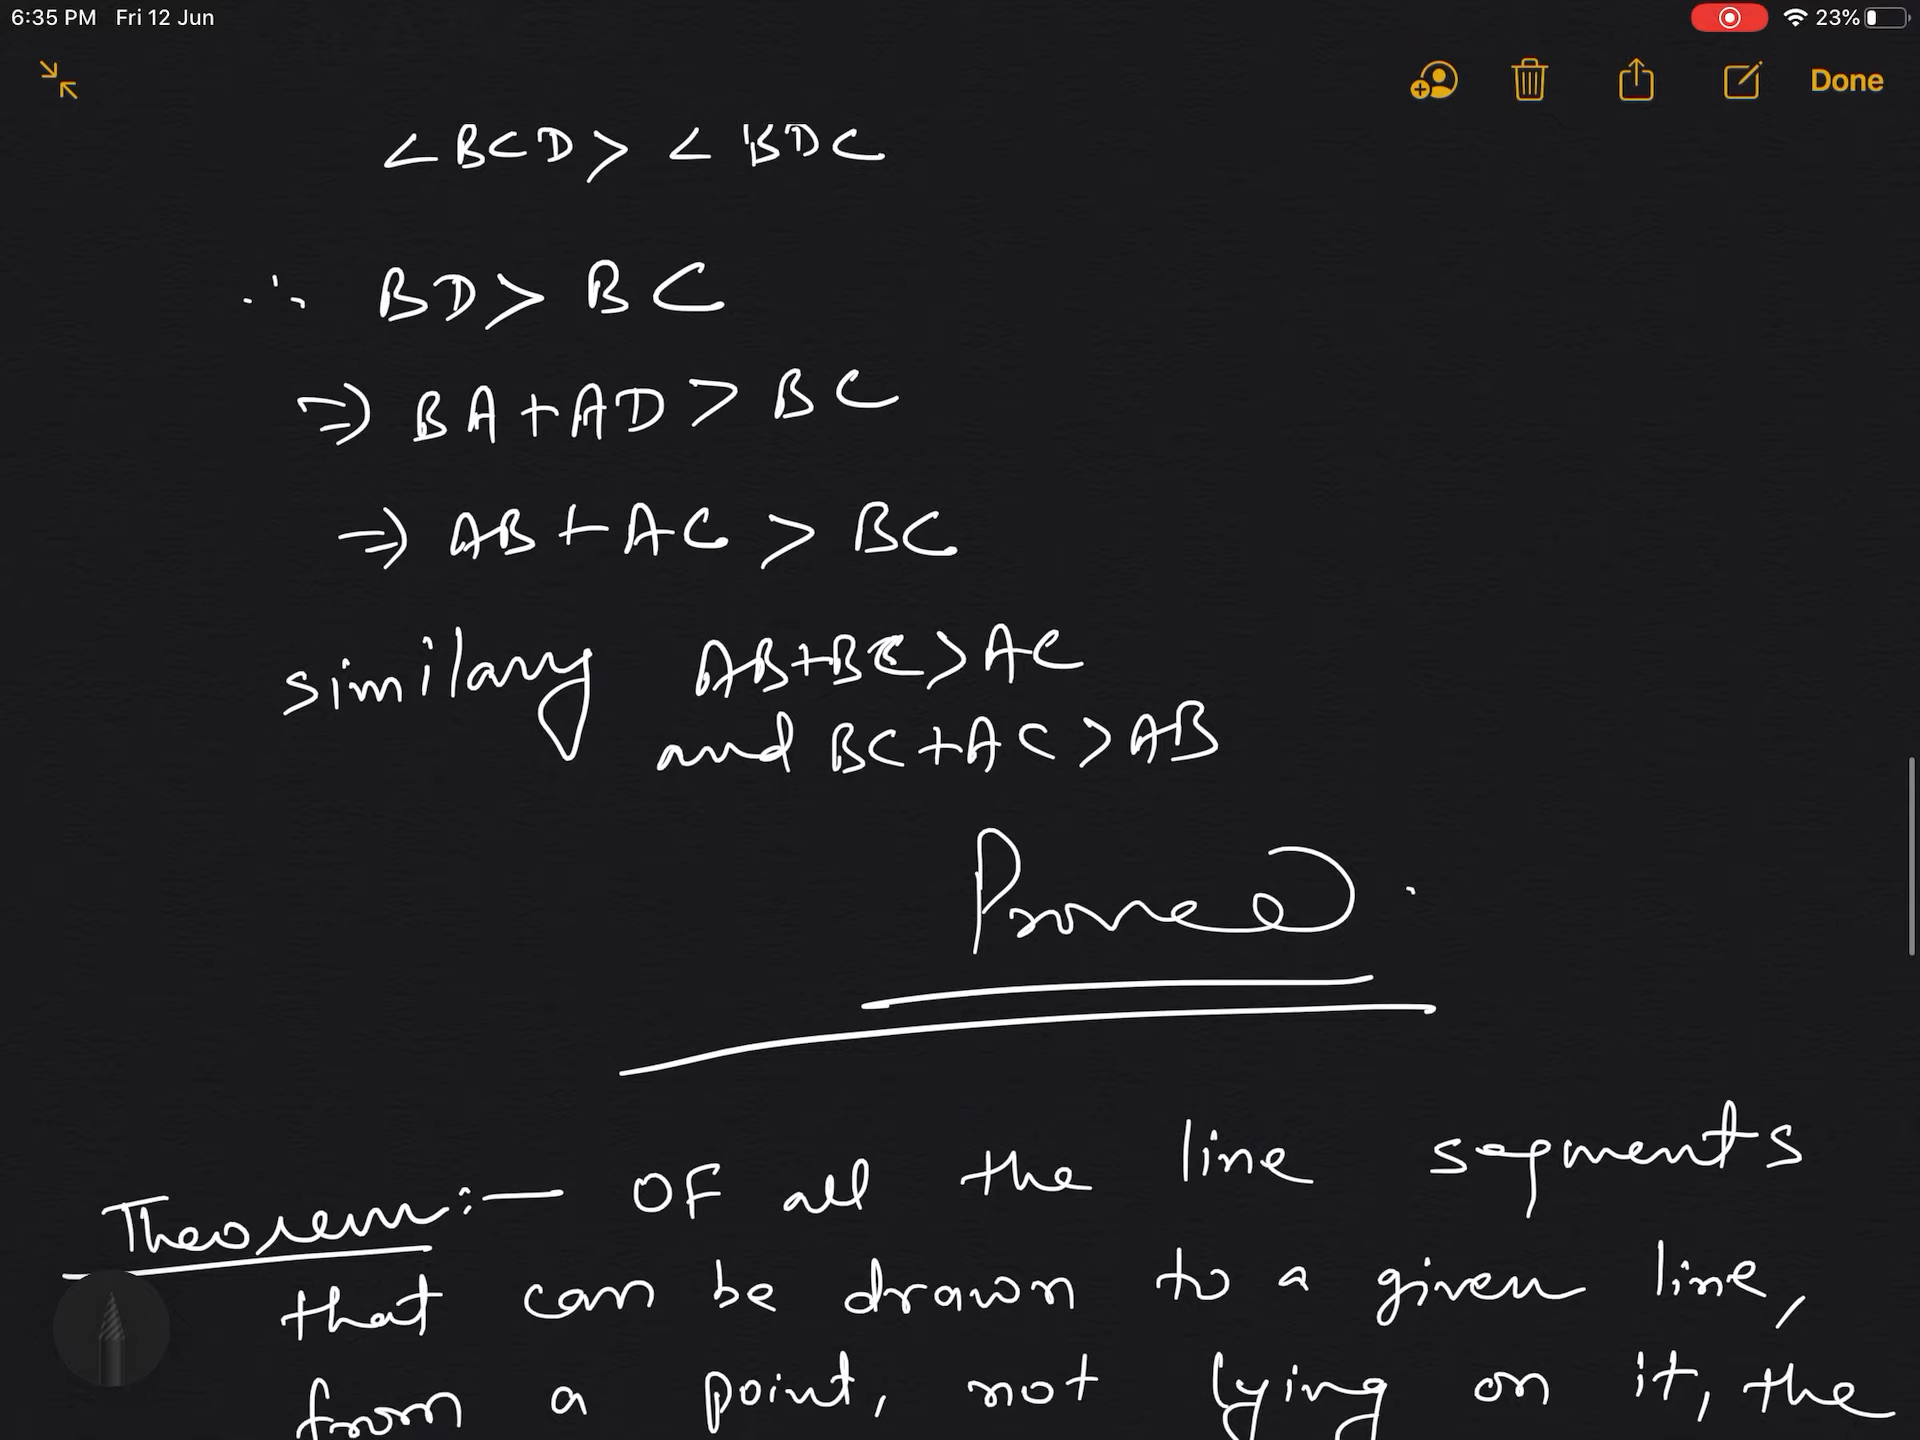 6:35 PM Fri 12 Jun 23%
Done
∠BCD > ∠BDC
∴ BD > BC
⇒ BA + AD > BC
⇒ AB + AC > BC
similary AB+BC > AC
and BC + AC > AB
Proved.
Theorem:— OF all the line segments
that can be drawn to a given line,
from a point, not lying on it, the